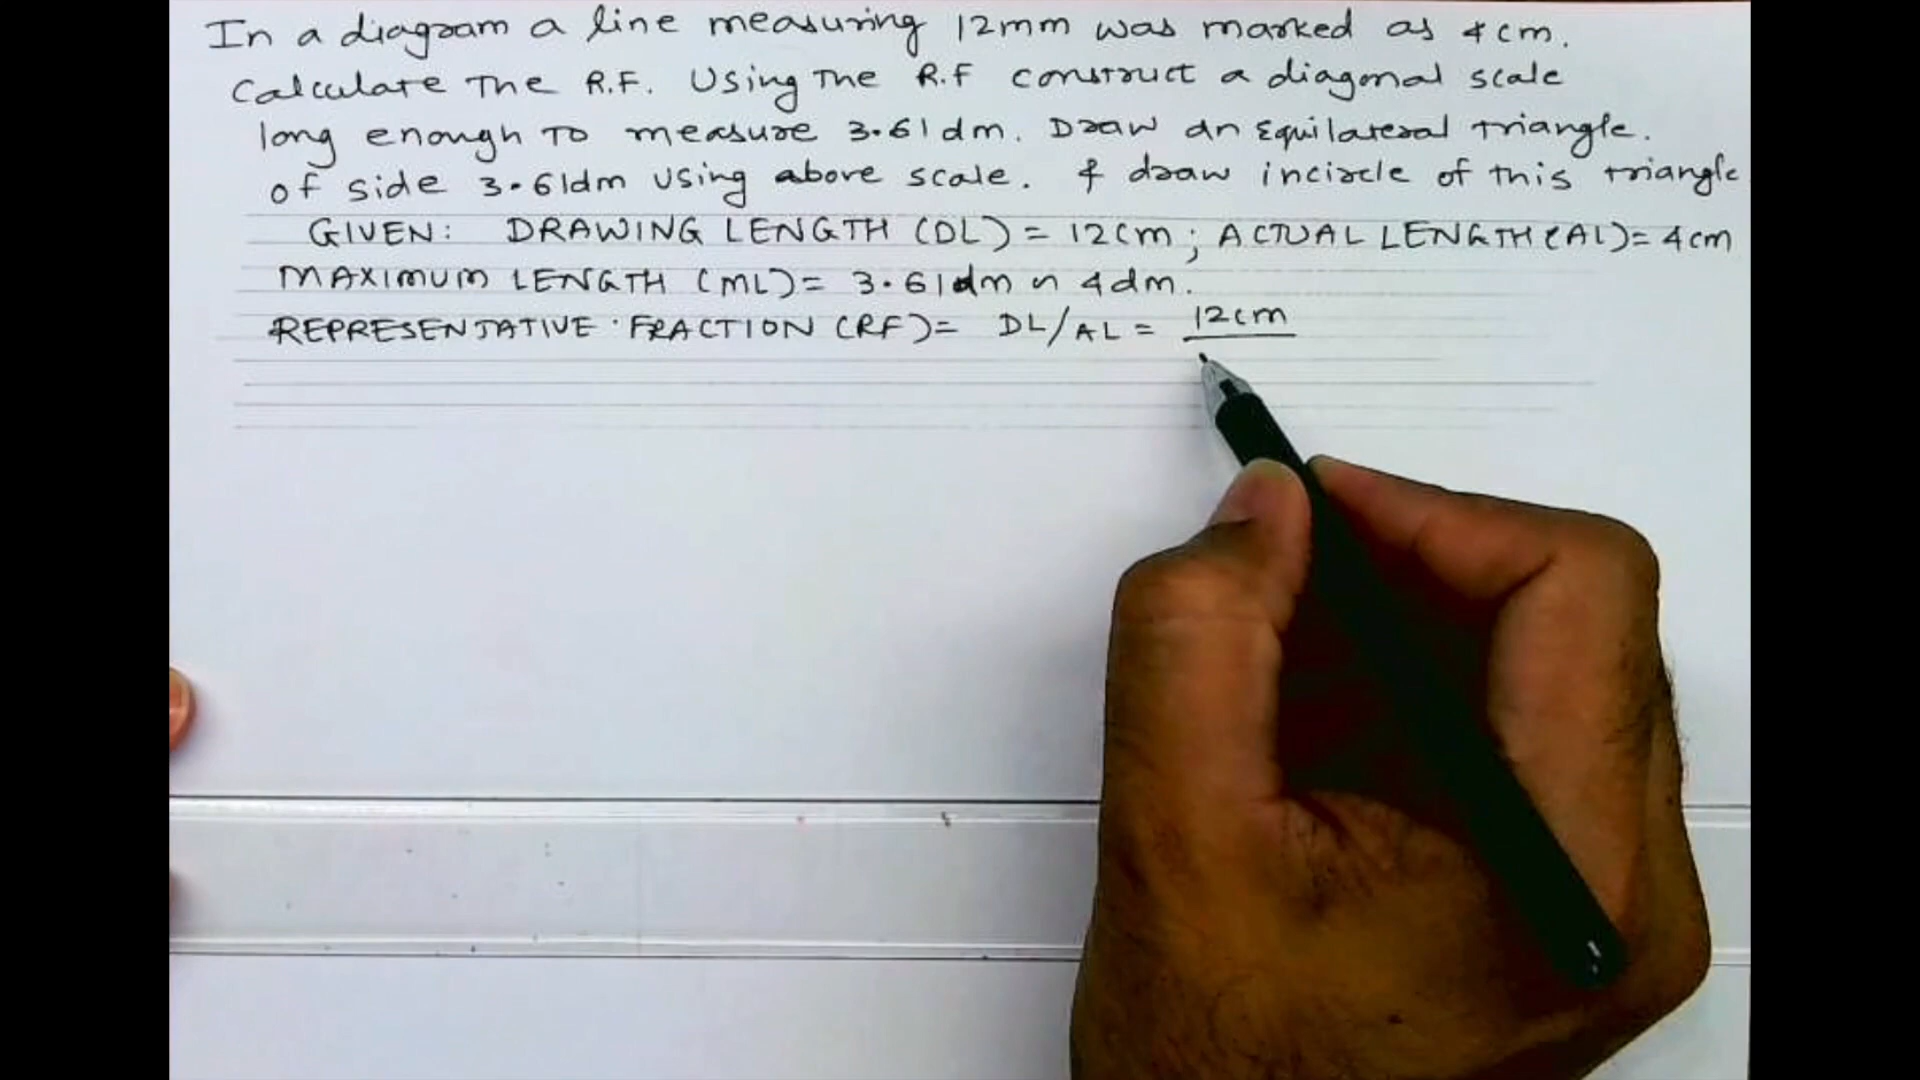 In a diagram a line measuring 12mm was marked as 4cm.
Calculate The R.F. Using The R.F construct a diagonal scale
long enough To measure 3.61dm. Draw an Equilateral triangle.
of side 3.61dm using above scale. & draw incircle of this triangle
GIVEN: DRAWING LENGTH (DL) = 12cm; ACTUAL LENGTH (AL) = 4cm
MAXIMUM LENGTH (ML) = 3.61dm ~ 4dm.
REPRESENTATIVE FRACTION (RF) = DL/AL = 12cm